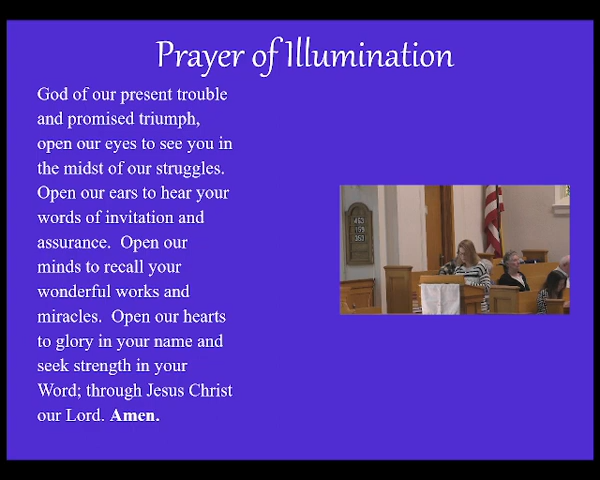 Prayer of Illumination
God of our present trouble
and promised triumph,
open our eyes to see you in
the midst of our struggles.
Open our ears to hear your
words of invitation and
assurance.  Open our
minds to recall your
wonderful works and
miracles.  Open our hearts
to glory in your name and
seek strength in your
Word; through Jesus Christ
our Lord. Amen.